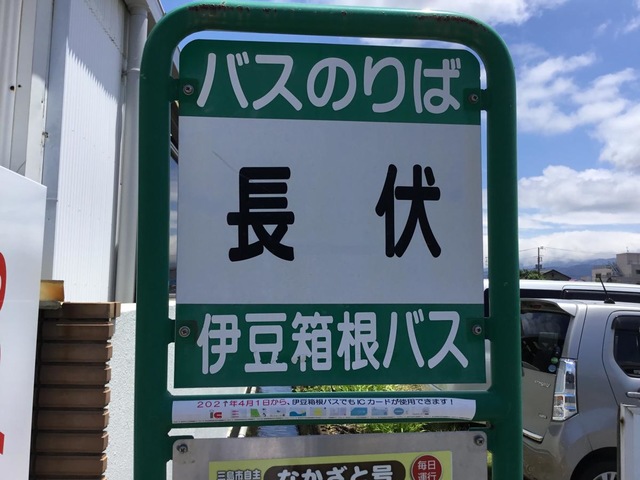 バスのりば
長伏
伊豆箱根バス
2021年4月1日から、伊豆箱根バスでもICカードが使用できます！
三島市自主
なかざと号
毎日
運行